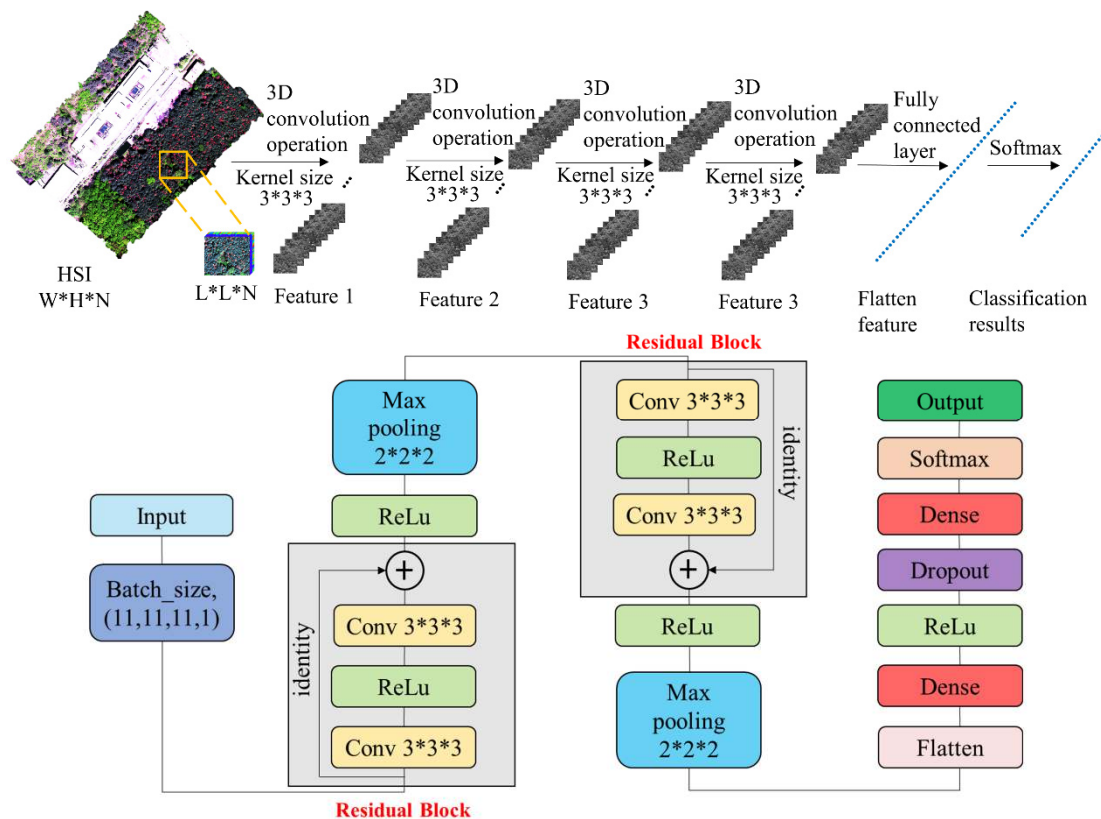 HSI
W*H*N
L*L*N
3D
convolution
operation
Kernel size
3*3*3
Feature 1
3D
convolution
operation
Kernel size
3*3*3
Feature 2
3D
convolution
operation
Kernel size
3*3*3
Feature 3
3D
convolution
operation
Kernel size
3*3*3
Feature 3
Fully
connected
layer
Flatten
feature
Softmax
Classification
results
Input
Batch_size,
(11,11,11,1)
Max
pooling
2*2*2
ReLu
+
Conv 3*3*3
ReLu
Conv 3*3*3
identity
Residual Block
Residual Block
Conv 3*3*3
ReLu
Conv 3*3*3
identity
+
ReLu
Max
pooling
2*2*2
Output
Softmax
Dense
Dropout
ReLu
Dense
Flatten